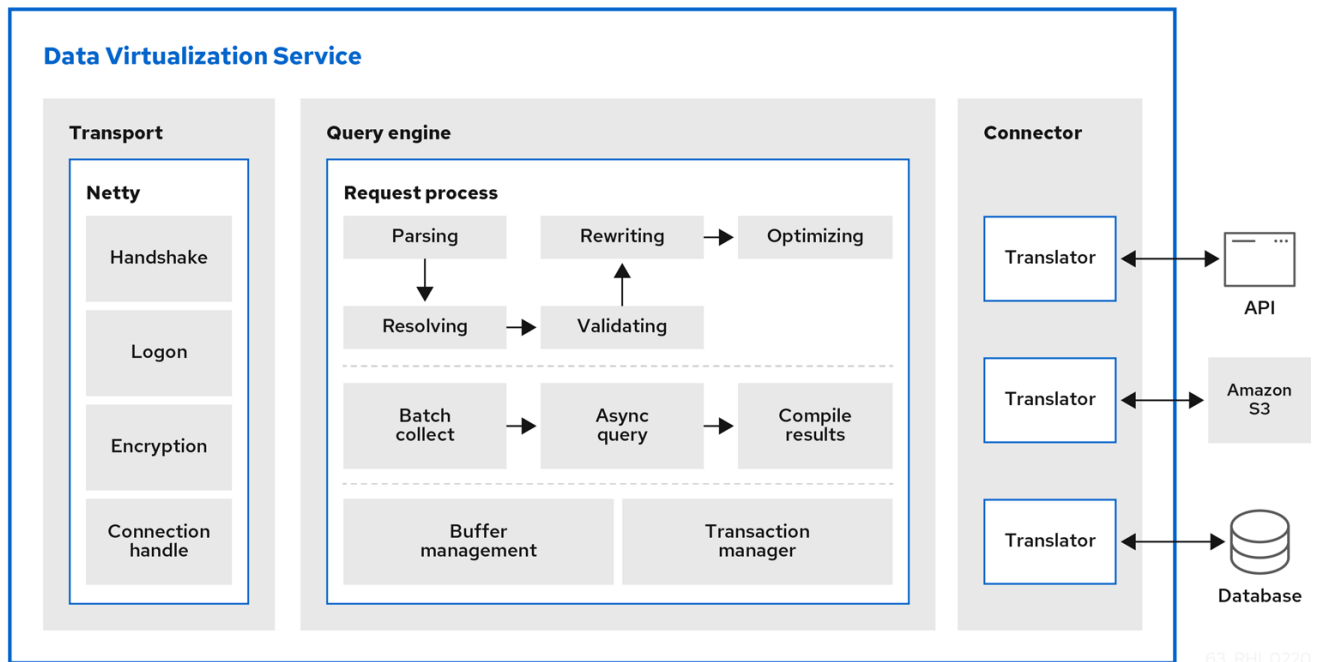 Data Virtualization Service
Transport
Netty
Handshake
Logon
Encryption
Connection
handle
Query engine
Request process
Parsing
Rewriting
Optimizing
Resolving
Validating
Batch
collect
Async
query
Compile
results
Buffer
management
Transaction
manager
Connector
Translator
API
Translator
Amazon
S3
Translator
Database
63_RHI_0220